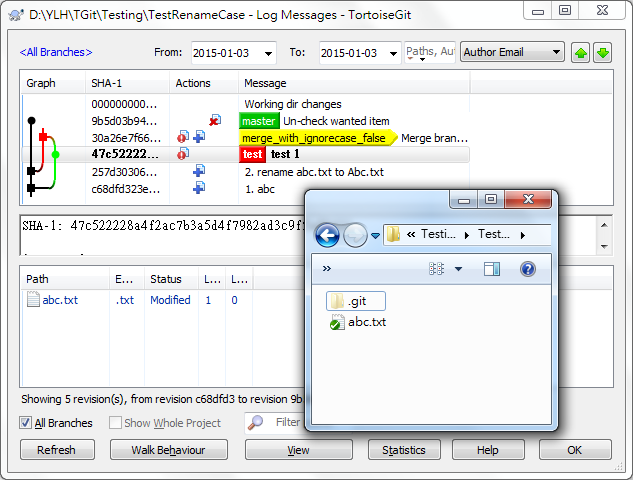 D:\YLH\TGit\Testing\TestRenameCase - Log Messages - TortoiseGit
<All Branches> From: 2015-01-03 To: 2015-01-03 Paths, Au Author Email
Graph SHA-1 Actions Message
000000000... Working dir changes
9b5d03b94... master Un-check wanted item
30a26e7f66... merge_with_ignorecase_false Merge bran...
47c52222... test test 1
257d30306... 2. rename abc.txt to Abc.txt
c68dfd323e... 1. abc
SHA-1: 47c522228a4f2ac7b3a5d4f7982ad3c9f
Path E... Status L... L...
abc.txt .txt Modified 1 0
« Testi... Test...
»
.git
abc.txt
Showing 5 revision(s), from revision c68dfd3 to revision 9b
All Branches Show Whole Project Filter
Refresh Walk Behaviour View Statistics Help OK